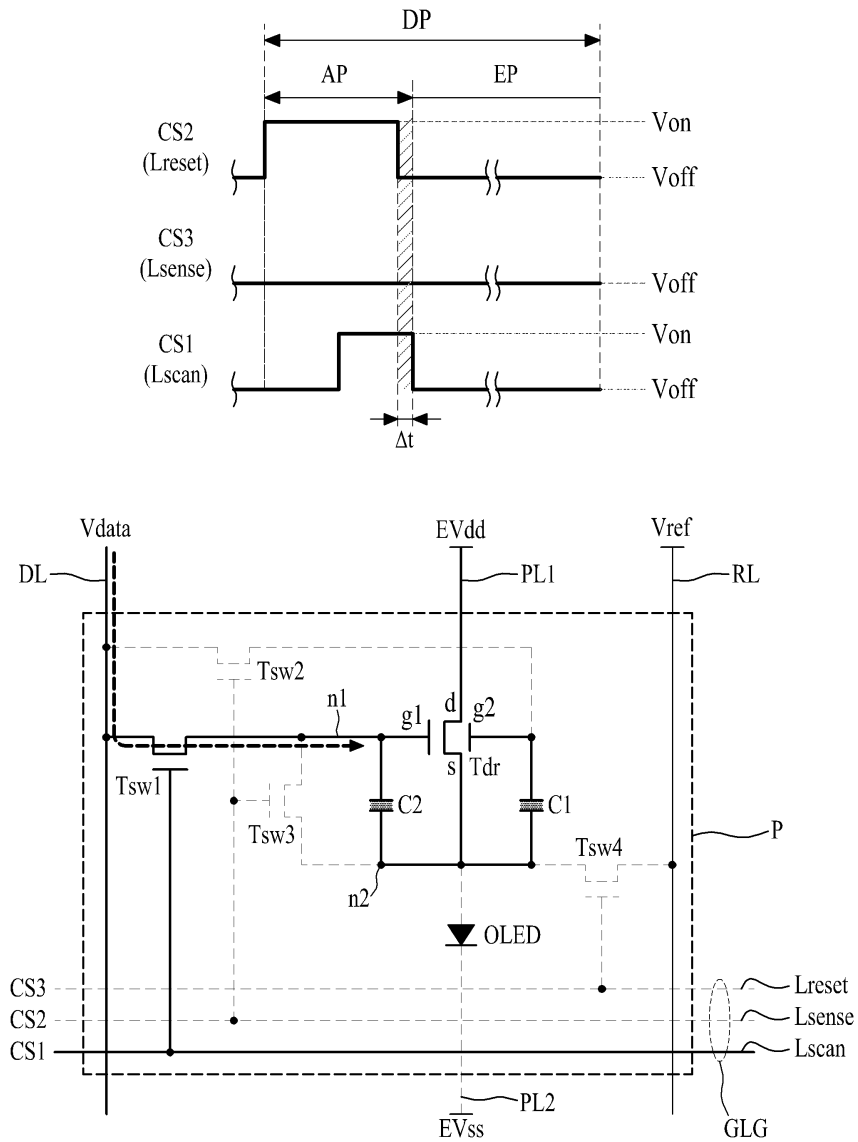 DP
AP EP
CS2
(Lreset)
Von
Voff
CS3
(Lsense)
Voff
CS1
(Lscan)
Von
Voff
Δt
Vdata EVdd Vref
DL PL1 RL
Tsw2
n1 g1 d g2
Tsw1 s Tdr
Tsw3 C2 C1
Tsw4 P
n2
OLED
CS3 Lreset
CS2 Lsense
CS1 Lscan
PL2
EVss GLG